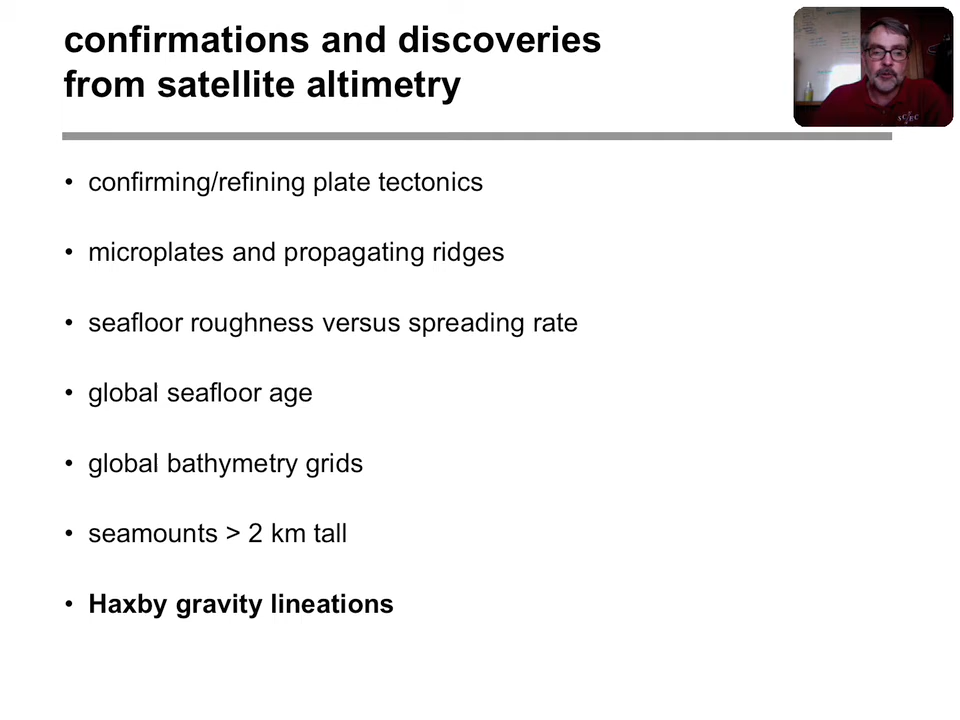 confirmations and discoveries
from satellite altimetry
• confirming/refining plate tectonics
• microplates and propagating ridges
• seafloor roughness versus spreading rate
• global seafloor age
• global bathymetry grids
• seamounts > 2 km tall
• Haxby gravity lineations